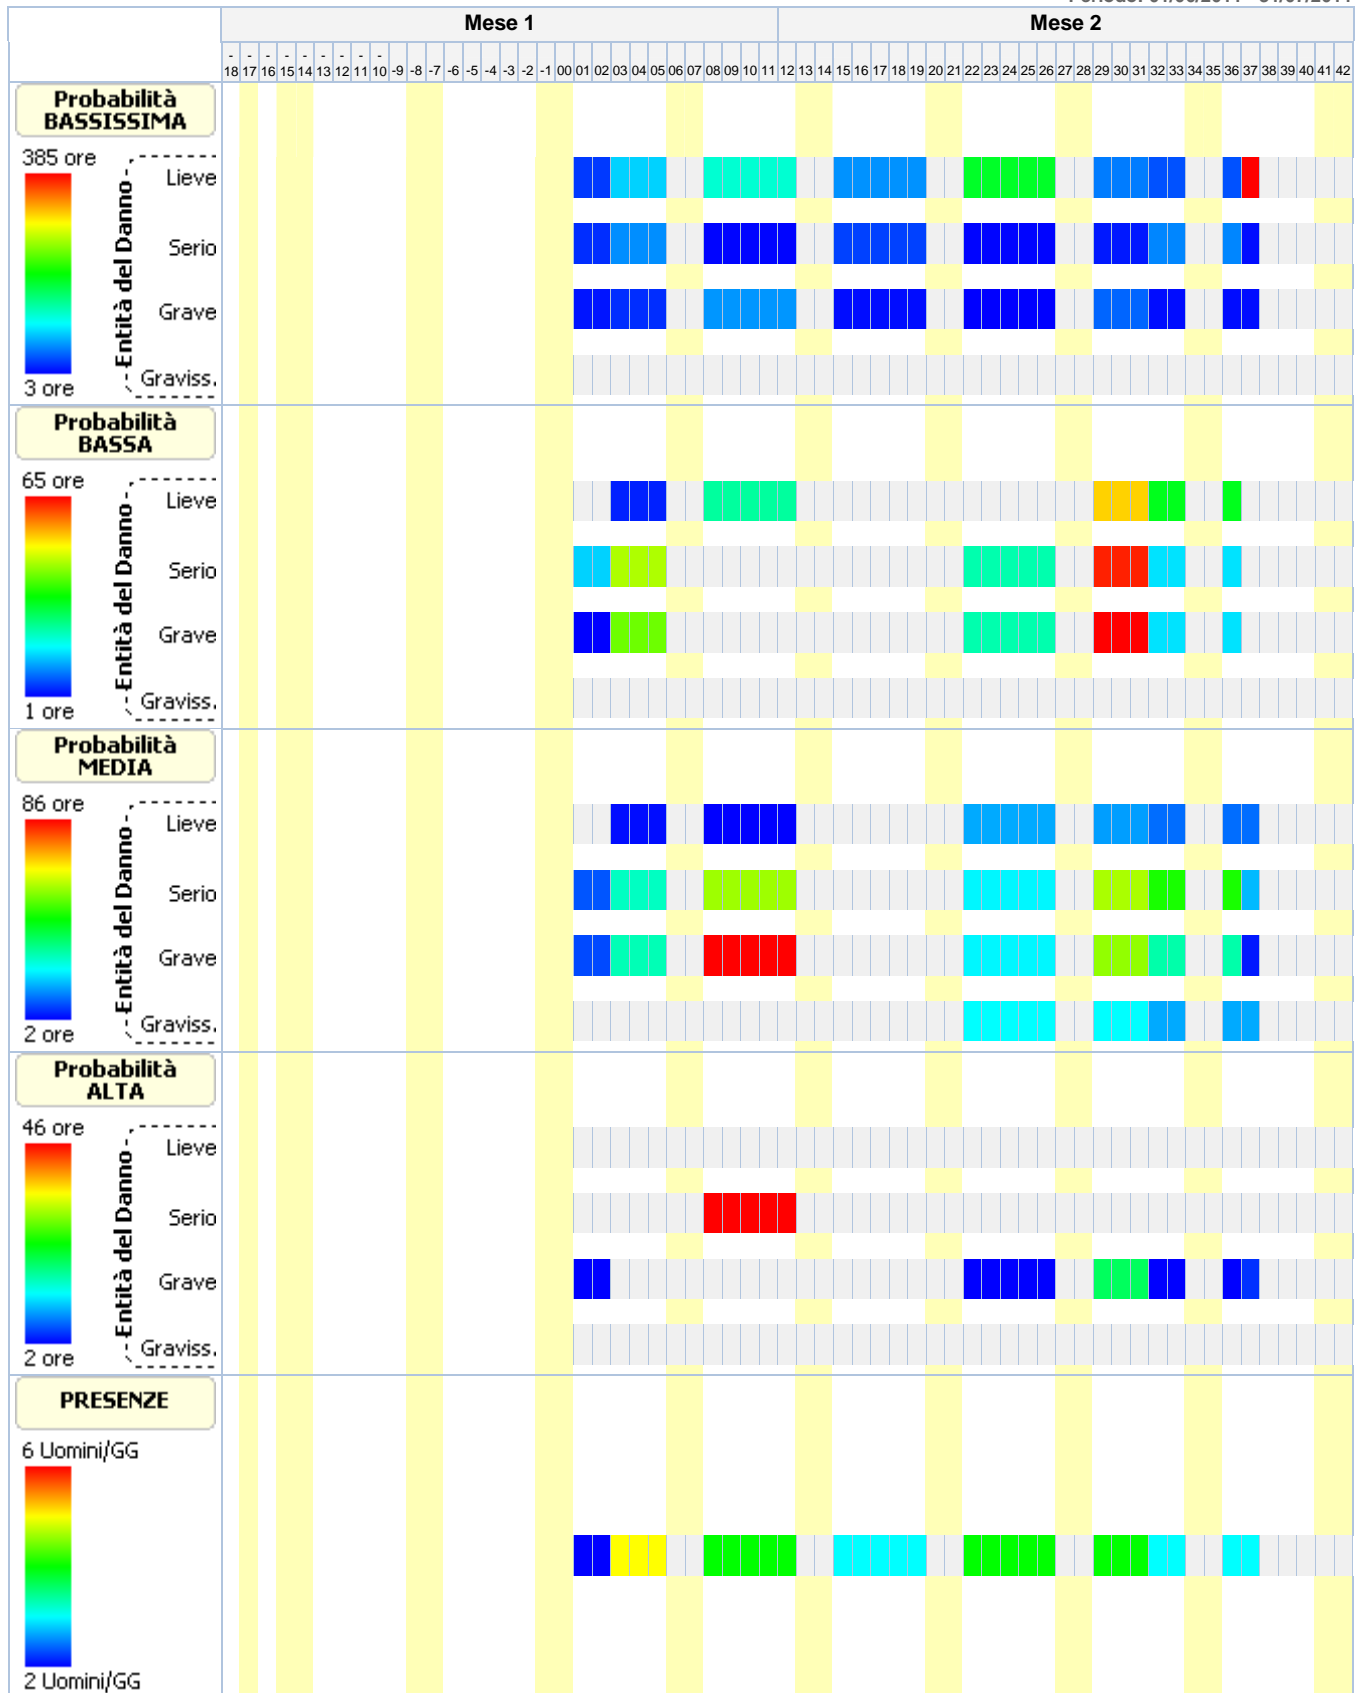 Mese 1 Mese 2
- - - - - - - - -
18 17 16 15 14 13 12 11 10 -9 -8 -7 -6 -5 -4 -3 -2 -1 00 01 02 03 04 05 06 07 08 09 10 11 12 13 14 15 16 17 18 19 20 21 22 23 24 25 26 27 28 29 30 31 32 33 34 35 36 37 38 39 40 41 42
Probabilità
BASSISSIMA
385 ore
Entità del Danno
Lieve
Serio
Grave
Graviss.
3 ore
Probabilità
BASSA
65 ore
Entità del Danno
Lieve
Serio
Grave
Graviss.
1 ore
Probabilità
MEDIA
86 ore
Entità del Danno
Lieve
Serio
Grave
Graviss.
2 ore
Probabilità
ALTA
46 ore
Entità del Danno
Lieve
Serio
Grave
Graviss.
2 ore
PRESENZE
6 Uomini/GG
2 Uomini/GG